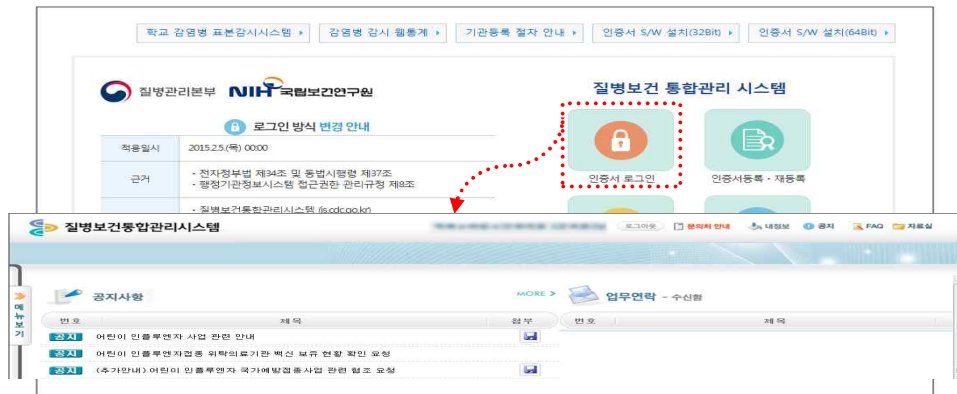 학교 감염병 표본감시시스템
감염병 감시 웹통계
기관등록 절차 안내
인증서 S/W 설치(32Bit)
인증서 S/W 설치(64Bit)
질병관리본부 NIH 국립보건연구원
질병보건 통합관리 시스템
로그인 방식 변경 안내
적용일시 2015.2.5.(목) 00:00
근거 - 전자정부법 제34조 및 동법시행령 제37조
- 행정기관정보시스템 접근권한 관리규정 제8조
- 질병보건통합관리시스템 (is.cdc.go.kr)
인증서 로그인
인증서등록 · 재등록
질병보건통합관리시스템
로그아웃 문의처 안내 내정보 공지 FAQ 자료실
메뉴보기
공지사항 MORE >
번호 제목 첨부
공지 어린이 인플루엔자 사업 관련 안내
공지 어린이 인플루엔자접종 위탁의료기관 백신 보유 현황 확인 요청
공지 (추가안내) 어린이 인플루엔자 국가예방접종사업 관련 협조 요청
업무연락 - 수신함
번호 제목